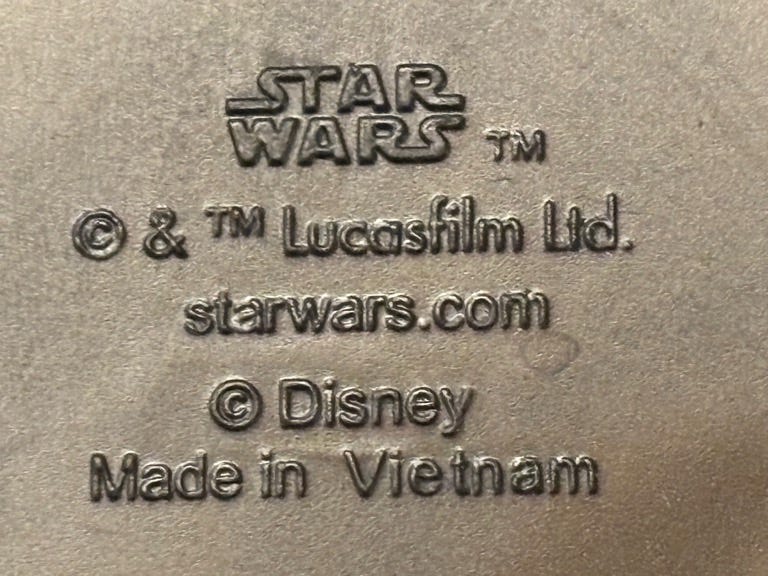 STAR
WARS ™
© & ™ Lucasfilm Ltd.
starwars.com
© Disney
Made in Vietnam